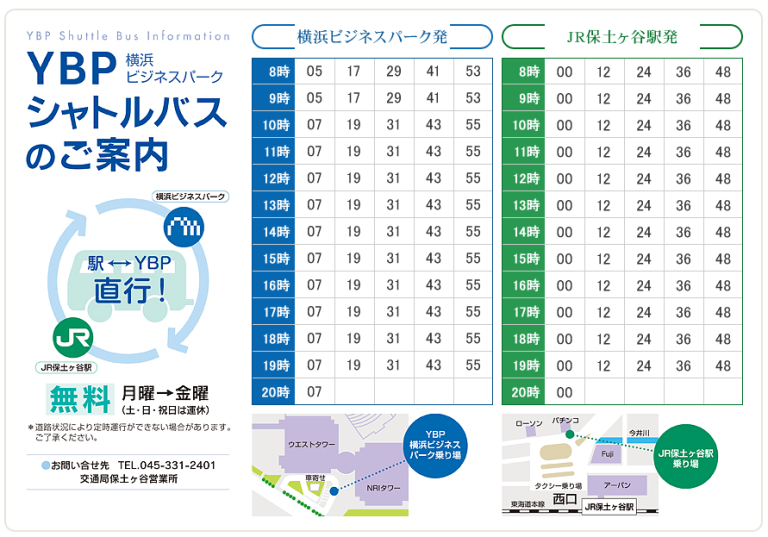 YBP Shuttle Bus Information
YBP 横浜
ビジネスパーク
シャトルバス
のご案内
横浜ビジネスパーク
駅↔YBP
直行！
JR
JR保土ヶ谷駅
無料 月曜→金曜
（土・日・祝日は運休）
＊道路状況により定時運行ができない場合があります。
ご了承ください。
●お問い合せ先 TEL.045-331-2401
交通局保土ヶ谷営業所
横浜ビジネスパーク発
8時 05 17 29 41 53
9時 05 17 29 41 53
10時 07 19 31 43 55
11時 07 19 31 43 55
12時 07 19 31 43 55
13時 07 19 31 43 55
14時 07 19 31 43 55
15時 07 19 31 43 55
16時 07 19 31 43 55
17時 07 19 31 43 55
18時 07 19 31 43 55
19時 07 19 31 43 55
20時 07
ウエストタワー
車寄せ
NRIタワー
YBP
横浜ビジネス
パーク乗り場
JR保土ヶ谷駅発
8時 00 12 24 36 48
9時 00 12 24 36 48
10時 00 12 24 36 48
11時 00 12 24 36 48
12時 00 12 24 36 48
13時 00 12 24 36 48
14時 00 12 24 36 48
15時 00 12 24 36 48
16時 00 12 24 36 48
17時 00 12 24 36 48
18時 00 12 24 36 48
19時 00 12 24 36 48
20時 00
ローソン
パチンコ
今井川
Fuji
タクシー乗り場
アーバン
西口
東海道本線
JR保土ヶ谷駅
JR保土ヶ谷駅
乗り場